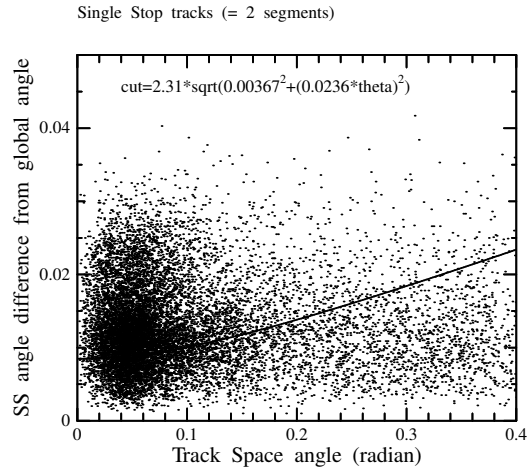 Single Stop tracks (= 2 segments)
cut=2.31*sqrt(0.00367²+(0.0236*theta)²)
SS angle difference from global angle
0.04
0.02
0
0 0.1 0.2 0.3 0.4
Track Space angle (radian)